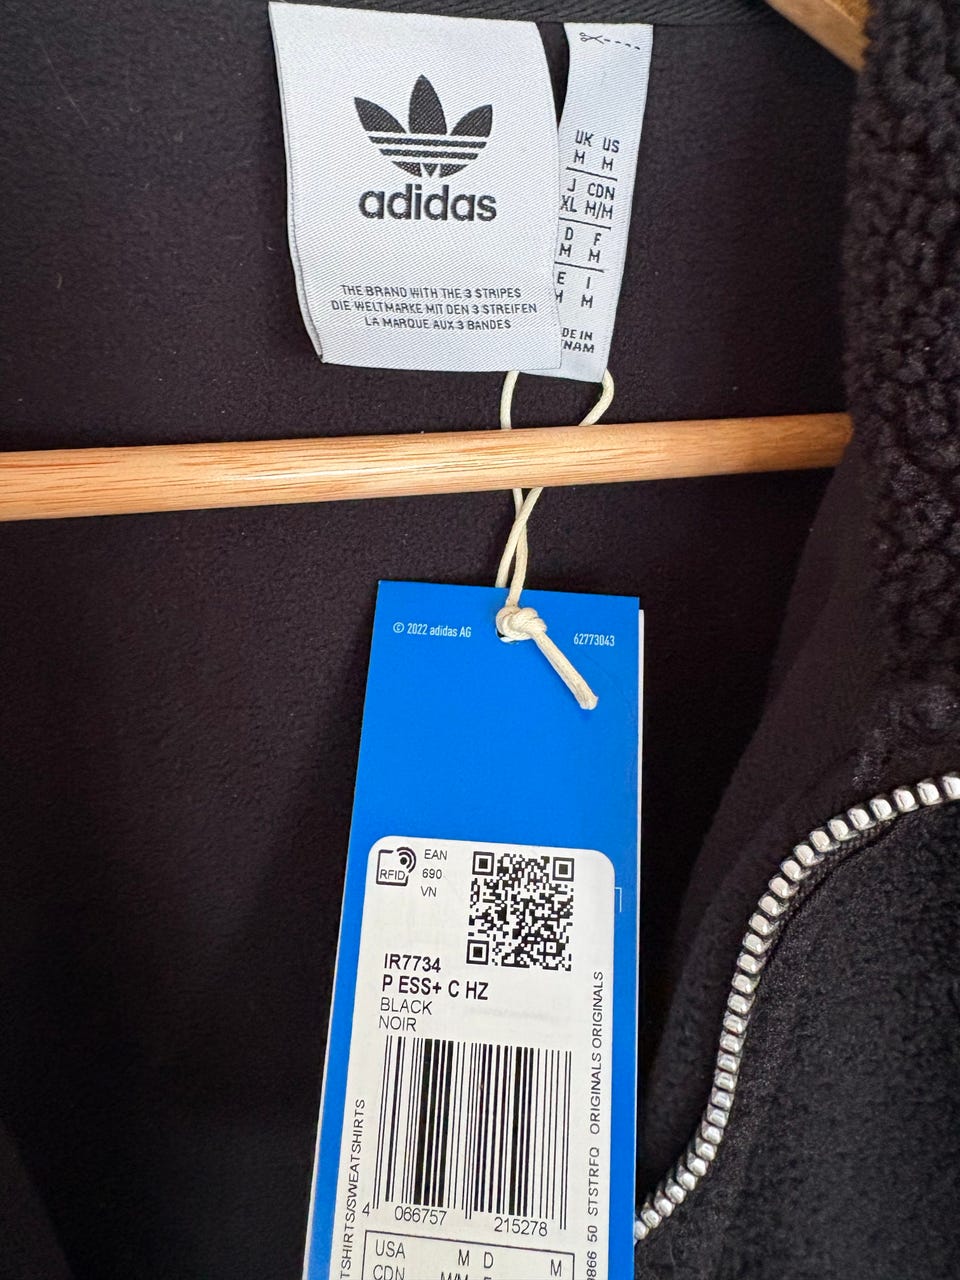 adidas
THE BRAND WITH THE 3 STRIPES
DIE WELTMARKE MIT DEN 3 STREIFEN
LA MARQUE AUX 3 BANDES
UK US
M M
J CDN
XL M/M
D F
M M
E I
M M
DE IN
NAM
© 2022 adidas AG
62773043
RFID
EAN
690
VN
IR7734
P ESS+ C HZ
BLACK
NOIR
4 066757 215278
TSHIRTS/SWEATSHIRTS
9866 50 STSTRFQ ORIGINALS ORIGINALS
USA M D M
CDN M/M